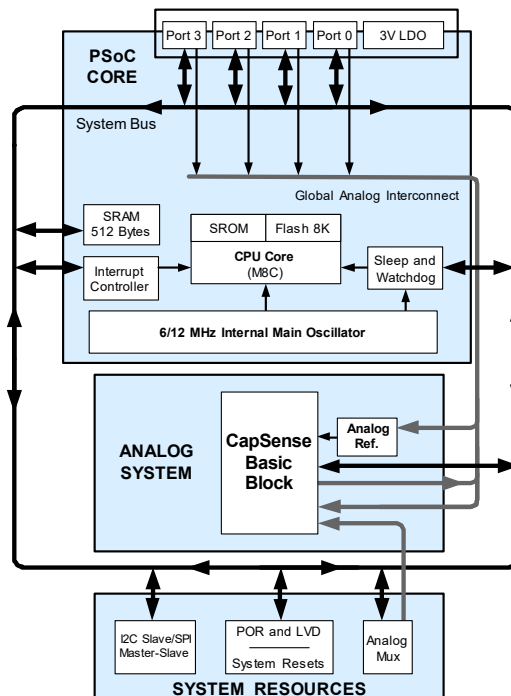 Port 3 Port 2 Port 1 Port 0 3V LDO
PSoC
CORE
System Bus
Global Analog Interconnect
SRAM
512 Bytes
SROM Flash 8K
CPU Core
(M8C)
Interrupt
Controller
Sleep and
Watchdog
6/12 MHz Internal Main Oscillator
ANALOG
SYSTEM
CapSense
Basic
Block
Analog
Ref.
I2C Slave/SPI
Master-Slave
POR and LVD
System Resets
Analog
Mux
SYSTEM RESOURCES